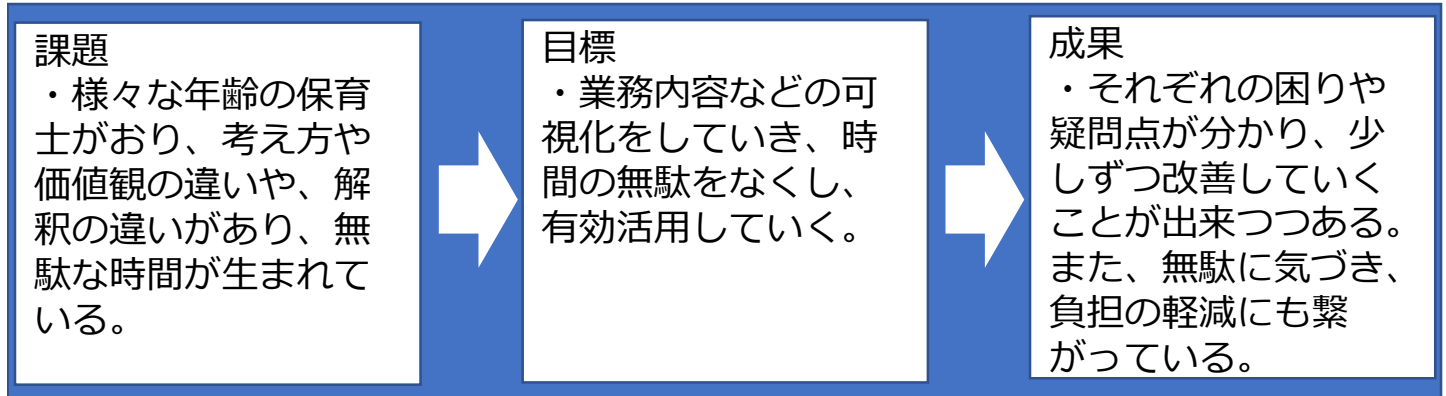 課題
・様々な年齢の保育
士がおり、考え方や
価値観の違いや、解
釈の違いがあり、無
駄な時間が生まれて
いる。
目標
・業務内容などの可
視化をしていき、時
間の無駄をなくし、
有効活用していく。
成果
・それぞれの困りや
疑問点が分かり、少
しずつ改善していく
ことが出来つつある。
また、無駄に気づき、
負担の軽減にも繋
がっている。